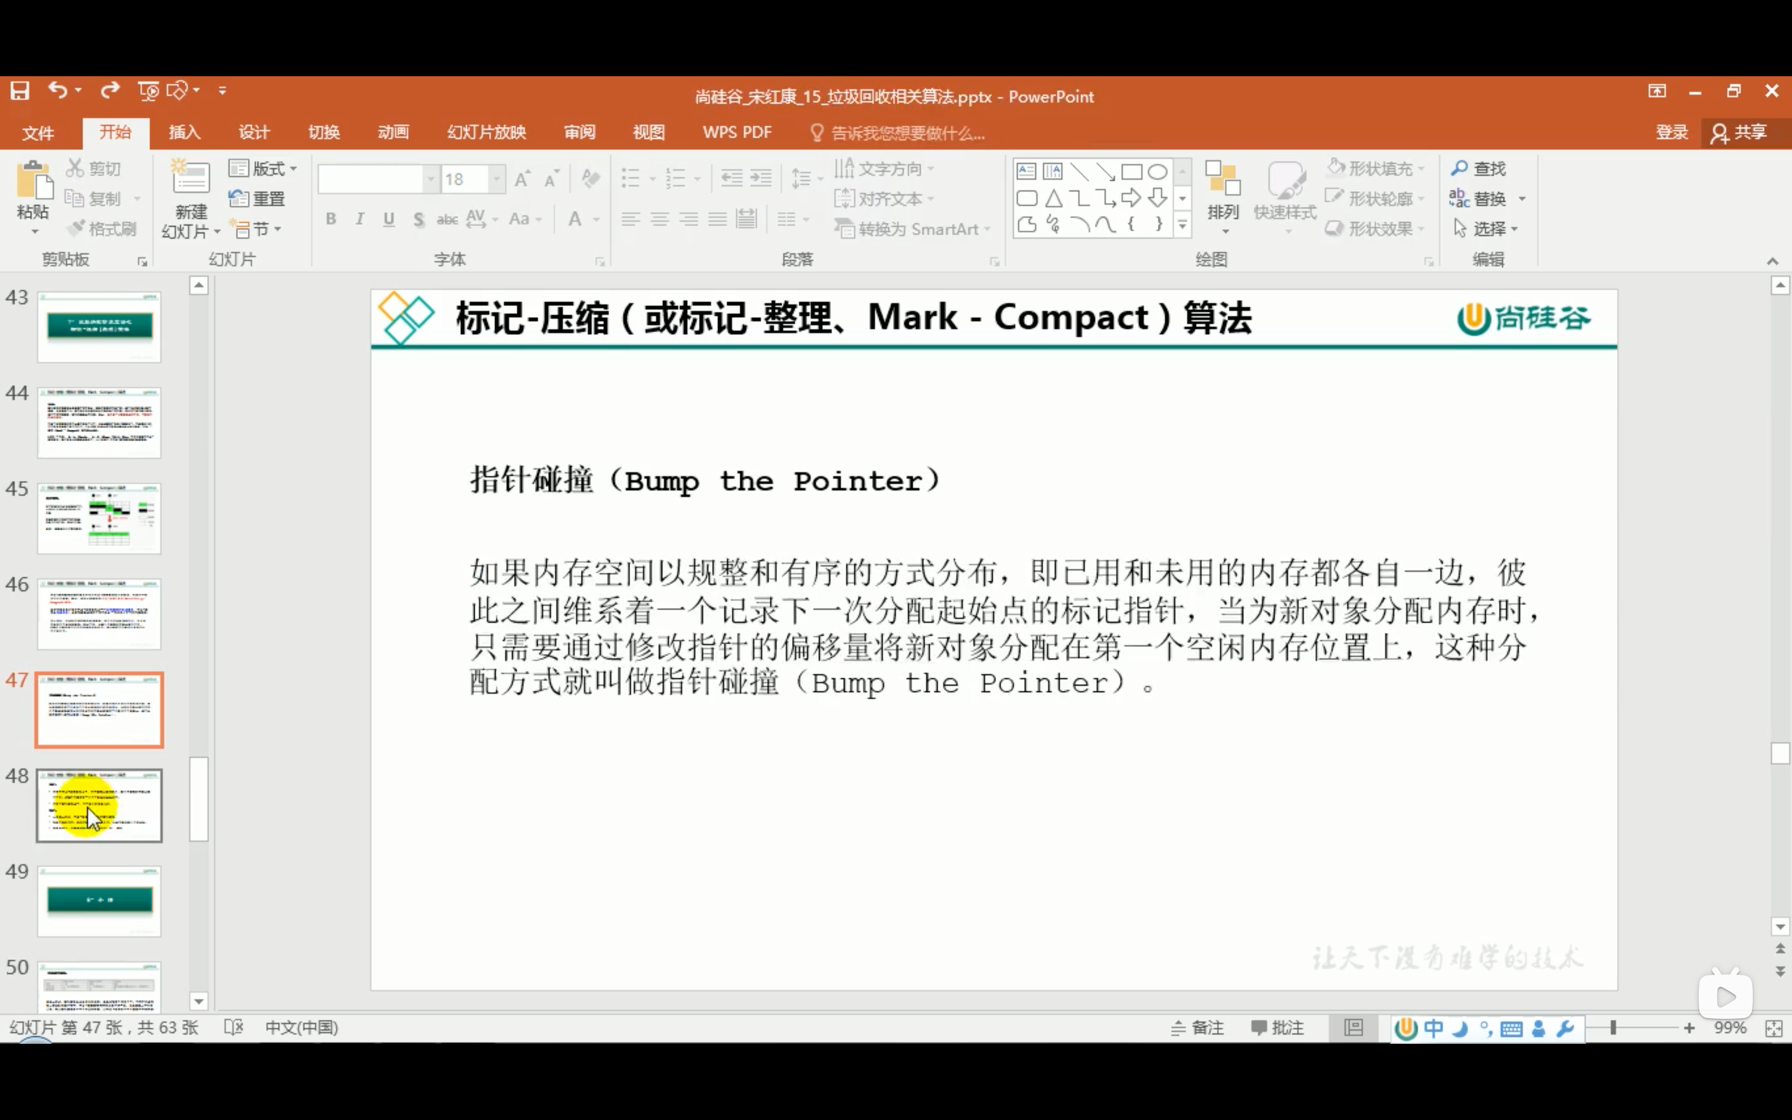 尚硅谷_宋红康_15_垃圾回收相关算法.pptx - PowerPoint
文件 开始 插入 设计 切换 动画 幻灯片放映 审阅 视图 WPS PDF 告诉我您想要做什么... 登录 共享
粘贴 剪切 复制 格式刷 剪贴板
新建幻灯片 版式 重置 节 幻灯片
18 B I U S abc AV Aa A 字体
文字方向 对齐文本 转换为 SmartArt 段落
排列 快速样式 形状填充 形状轮廓 形状效果 绘图
查找 替换 选择 编辑
43
44
45
46
47
48
49
50
标记-压缩（或标记-整理、Mark - Compact）算法
尚硅谷
指针碰撞（Bump the Pointer）
如果内存空间以规整和有序的方式分布，即已用和未用的内存都各自一边，彼
此之间维系着一个记录下一次分配起始点的标记指针，当为新对象分配内存时，
只需要通过修改指针的偏移量将新对象分配在第一个空闲内存位置上，这种分
配方式就叫做指针碰撞（Bump the Pointer）。
让天下没有难学的技术
幻灯片 第 47 张，共 63 张 中文(中国) 备注 批注 中 99%